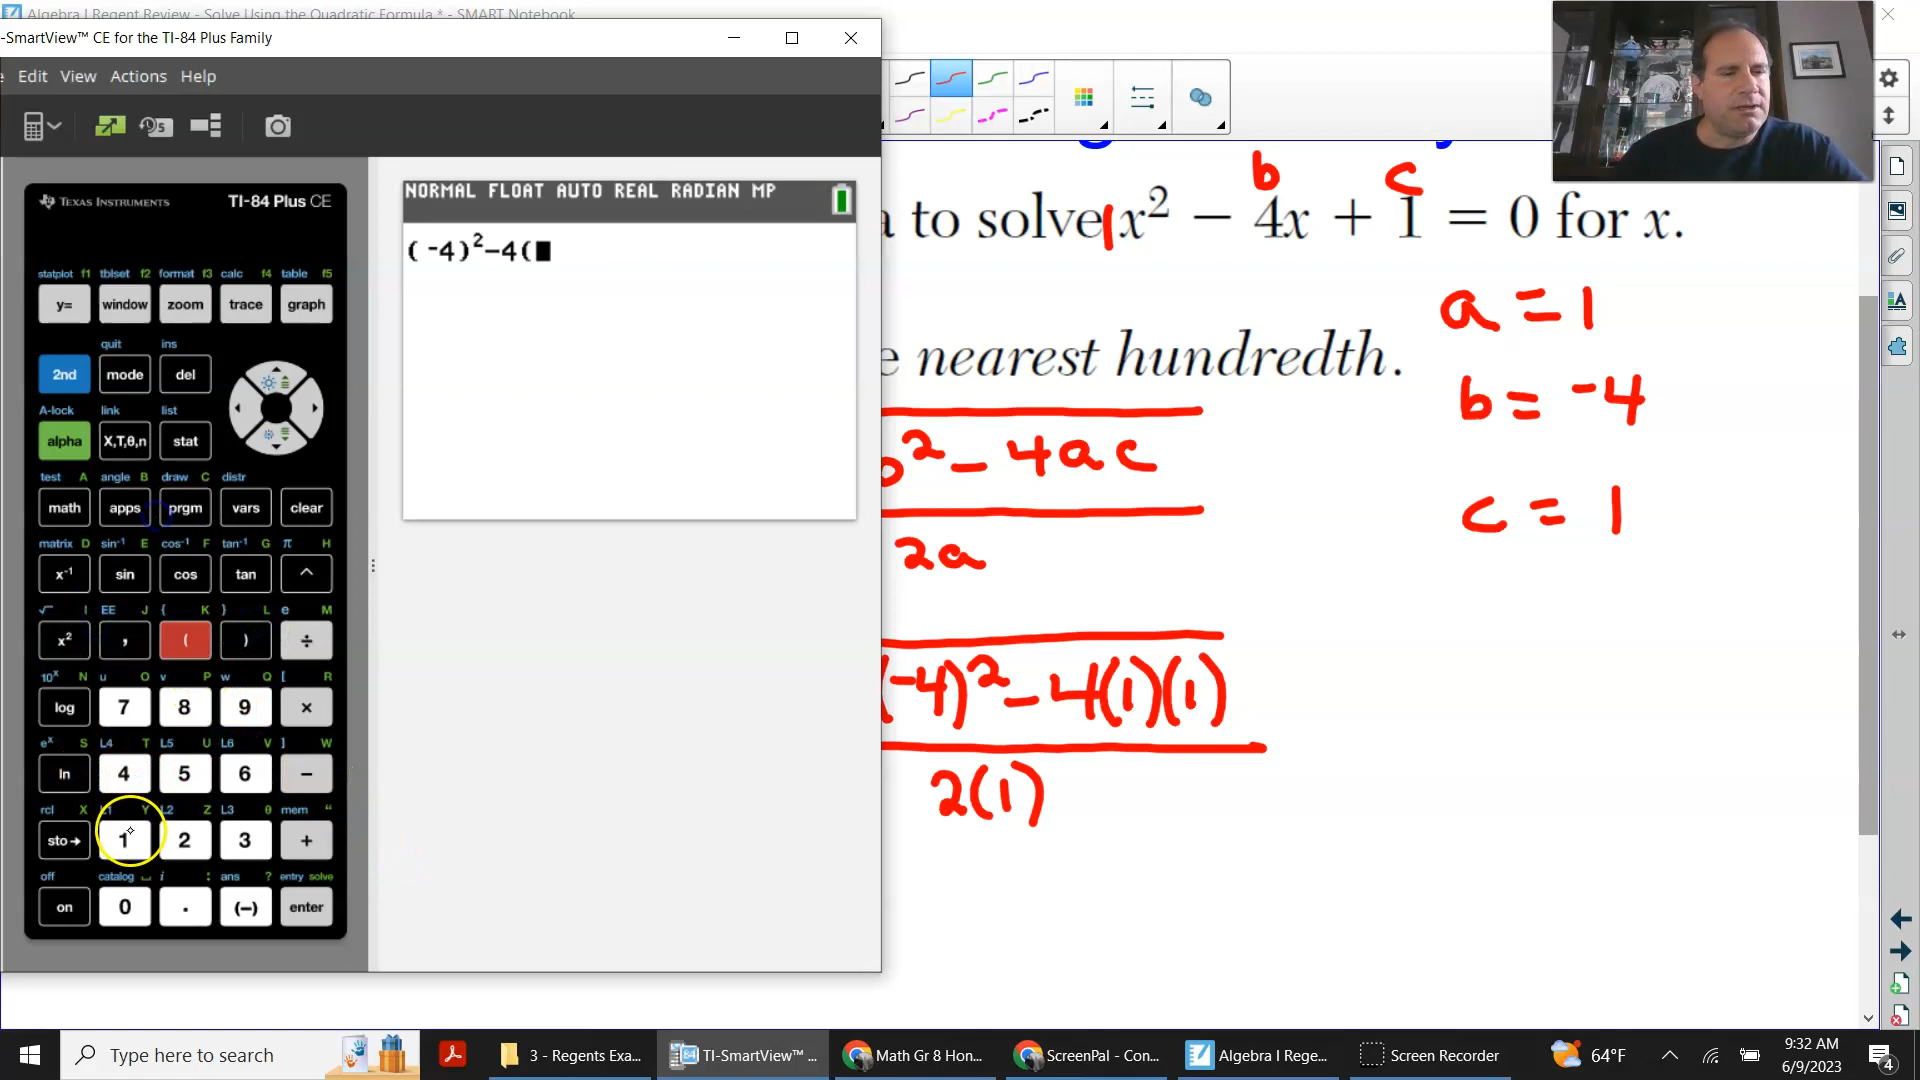 Algebra I Regent Review - Solve Using the Quadratic Formula * - SMART Notebook
-SmartView™ CE for the TI-84 Plus Family
Edit View Actions Help
TEXAS INSTRUMENTS TI-84 Plus CE
NORMAL FLOAT AUTO REAL RADIAN MP
(-4)²-4(
statplot f1 tblset f2 format f3 calc f4 table f5
y= window zoom trace graph
quit ins
2nd mode del
A-lock link list
alpha X,T,θ,n stat
test A angle B draw C distr
math apps prgm vars clear
matrix D sin⁻¹ E cos⁻¹ F tan⁻¹ G π H
x⁻¹ sin cos tan ^
√ I EE J { K } L e M
x² , ( ) ÷
10ˣ N u O v P w Q [ R
log 7 8 9 ×
eˣ S L4 T L5 U L6 V ] W
ln 4 5 6 −
rcl X L1 Y L2 Z L3 θ mem "
sto→ 1 2 3 +
off catalog i : ans ? entry solve
on 0 . (−) enter
b c
a to solve 1x² − 4x + 1 = 0 for x.
e nearest hundredth.
a = 1
b = -4
c = 1
b² - 4ac
2a
(-4)² - 4(1)(1)
2(1)
Type here to search
3 - Regents Exa...
TI-SmartView™ ...
Math Gr 8 Hon...
ScreenPal - Con...
Algebra I Rege...
Screen Recorder
64°F
9:32 AM
6/9/2023
4